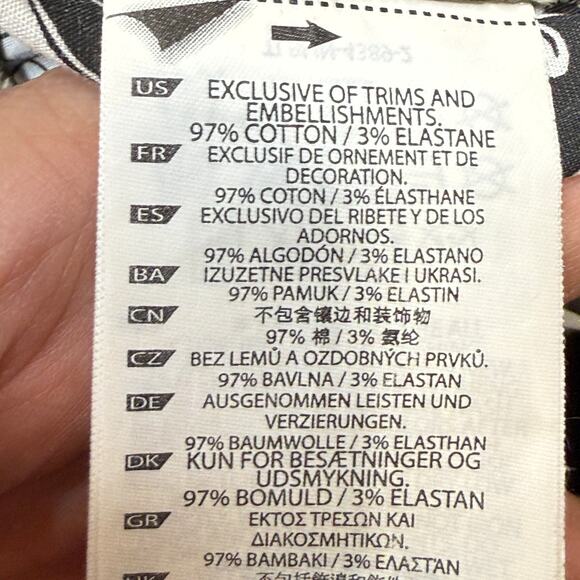 US EXCLUSIVE OF TRIMS AND
EMBELLISHMENTS.
97% COTTON / 3% ELASTANE
FR EXCLUSIF DE ORNEMENT ET DE
DECORATION.
97% COTON / 3% ÉLASTHANE
ES EXCLUSIVO DEL RIBETE Y DE LOS
ADORNOS.
97% ALGODÓN / 3% ELASTANO
BA IZUZETNE PRESVLAKE I UKRASI.
97% PAMUK / 3% ELASTIN
CN 不包含镶边和装饰物
97% 棉 / 3% 氨纶
CZ BEZ LEMŮ A OZDOBNÝCH PRVKŮ.
97% BAVLNA / 3% ELASTAN
DE AUSGENOMMEN LEISTEN UND
VERZIERUNGEN.
97% BAUMWOLLE / 3% ELASTHAN
DK KUN FOR BESÆTNINGER OG
UDSMYKNING.
97% BOMULD / 3% ELASTAN
GR ΕΚΤΟΣ ΤΡΕΣΩΝ ΚΑΙ
ΔΙΑΚΟΣΜΗΤΙΚΩΝ.
97% ΒΑΜΒΑΚΙ / 3% ΕΛΑΣΤΆΝ